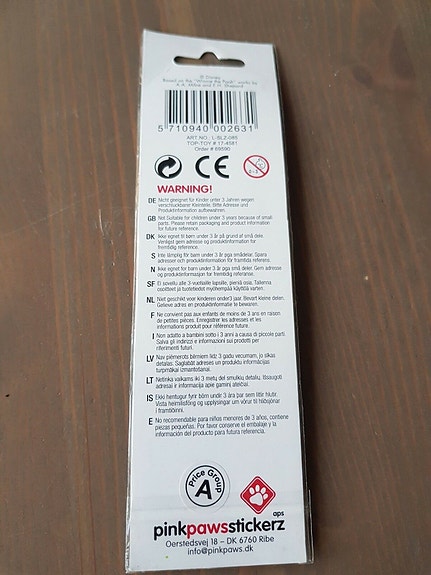 © Disney
Based on the "Winnie the Pooh" works by
A.A. Milne and E.H. Shepard
5 710940 002631
ART NO.: L-SLZ-085
TOP-TOY # 17-4581
Order # 69590
CE
0-3
WARNING!
DE Nicht geeignet für Kinder unter 3 Jahren wegen
verschluckbarer Kleinteile. Bitte Adresse und
Produktinformation aufbewahren.
GB Not Suitable for children under 3 years because of small
parts. Please retain packaging and product information
for future reference.
DK Ikke egnet til børn under 3 år på grund af små dele.
Venligst gem adresse og produktinformation for
fremtidig reference.
S Inte lämplig för barn under 3 år pga smådelar. Spara
adresser och produktinformation för framtida referens.
N Ikke egnet for barn under 3 år pga små deler. Gem adresse
og produktinformation for fremtidig referanse.
SF Ei sovellu alle 3-vuotiaille lapsille, pieniä osia. Tallenna
osoitteet ja tuotetiedot myöhempää käyttöä varten.
NL Niet geschikt voor kinderen onder3 jaar. Bevart kleine delen.
Gelieve adres en produktinformatie te bewaren.
F Ne convient pas aux enfants de moins de 3 ans en raison
de petites pièces. Enregistrer les adresses et les
informations produit pour référence future.
I Non adatto a bambini sotto i 3 anni a causa di piccole parti.
Salva gli indirizzi e informazioni sui prodotti per
riferimenti futuri.
LV Nav piemērots bērniem līdz 3 gadu vecumam, jo sīkas
detaļas. Saglabāt adreses un produktu informācijas
turpmākai izmantošanai.
LT Netinka vaikams iki 3 metų dėl smulkių detalių. Išsaugoti
adresai ir informacija apie gaminį ateičiai.
IS Ekki hentugur fyrir börn undir 3 ára þar sem litlir hlutir.
Vista heimilisföng og upplýsingar um vörur til hliðsjónar
í framtíðinni.
E No recomendable para niños menores de 3 años, contiene
piezas pequeñas. Por favor conserve el embalaje y la
información del producto para futura referencia.
Price Group
A
aps
pinkpawsstickerz
Oerstedsvej 18 – DK 6760 Ribe
info@pinkpaws.dk